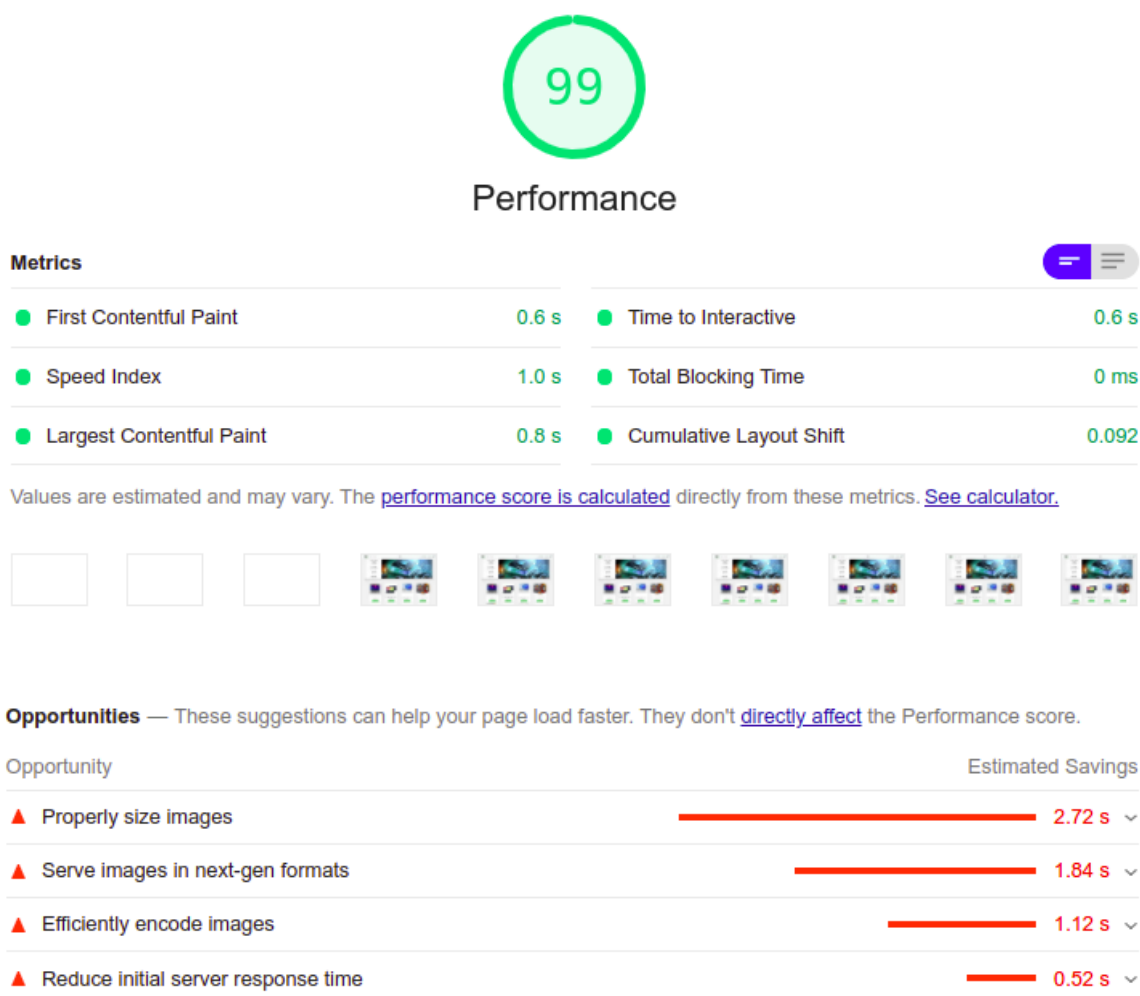 99
Performance
Metrics
First Contentful Paint 0.6 s
Time to Interactive 0.6 s
Speed Index 1.0 s
Total Blocking Time 0 ms
Largest Contentful Paint 0.8 s
Cumulative Layout Shift 0.092
Values are estimated and may vary. The performance score is calculated directly from these metrics. See calculator.
Opportunities — These suggestions can help your page load faster. They don't directly affect the Performance score.
Opportunity Estimated Savings
Properly size images 2.72 s
Serve images in next-gen formats 1.84 s
Efficiently encode images 1.12 s
Reduce initial server response time 0.52 s